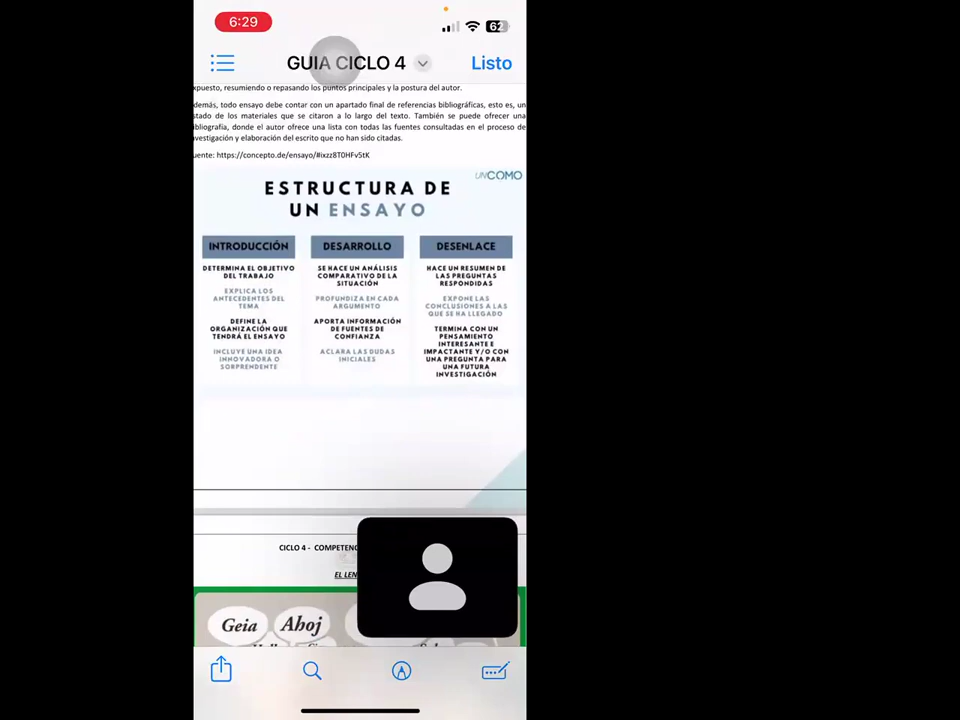 6:29
62
GUIA CICLO 4
Listo
xpuesto, resumiendo o repasando los puntos principales y la postura del autor.
demás, todo ensayo debe contar con un apartado final de referencias bibliográficas, esto es, un
stado de los materiales que se citaron a lo largo del texto. También se puede ofrecer una
bliografía, donde el autor ofrece una lista con todas las fuentes consultadas en el proceso de
vestigación y elaboración del escrito que no han sido citadas.
uente: https://concepto.de/ensayo/#ixzz8T0HFv5tK
UNCOMO
ESTRUCTURA DE
UN ENSAYO
INTRODUCCIÓN
DETERMINA EL OBJETIVO
DEL TRABAJO
EXPLICA LOS
ANTECEDENTES DEL
TEMA
DEFINE LA
ORGANIZACIÓN QUE
TENDRÁ EL ENSAYO
INCLUYE UNA IDEA
INNOVADORA O
SORPRENDENTE
DESARROLLO
SE HACE UN ANÁLISIS
COMPARATIVO DE LA
SITUACIÓN
PROFUNDIZA EN CADA
ARGUMENTO
APORTA INFORMACIÓN
DE FUENTES DE
CONFIANZA
ACLARA LAS DUDAS
INICIALES
DESENLACE
HACE UN RESUMEN DE
LAS PREGUNTAS
RESPONDIDAS
EXPONE LAS
CONCLUSIONES A LAS
QUE SE HA LLEGADO
TERMINA CON UN
PENSAMIENTO
INTERESANTE E
IMPACTANTE Y/O CON
UNA PREGUNTA PARA
UNA FUTURA
INVESTIGACIÓN
CICLO 4 - COMPETENC
EL LEN
Geia
Ahoj